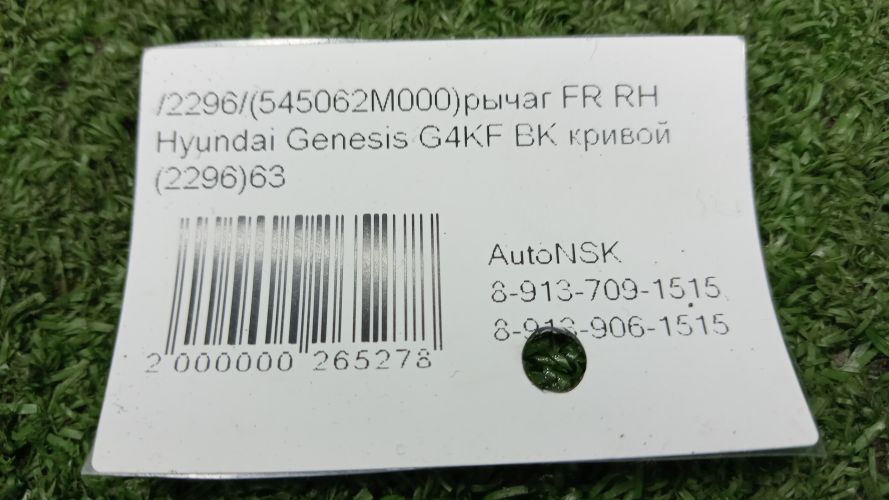 /2296/(545062M000)рычаг FR RH
Hyundai Genesis G4KF BK кривой
(2296)63
AutoNSK
8-913-709-1515
8-913-906-1515
2 000000 265278